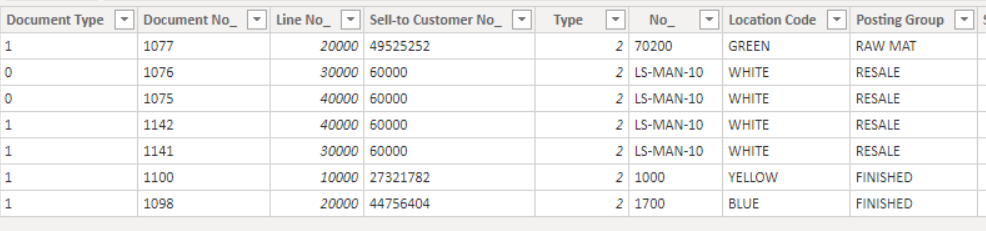 Document Type Document No_ Line No_ Sell-to Customer No_ Type No_ Location Code Posting Group
1 1077 20000 49525252 2 70200 GREEN RAW MAT
0 1076 30000 60000 2 LS-MAN-10 WHITE RESALE
0 1075 40000 60000 2 LS-MAN-10 WHITE RESALE
1 1142 40000 60000 2 LS-MAN-10 WHITE RESALE
1 1141 30000 60000 2 LS-MAN-10 WHITE RESALE
1 1100 10000 27321782 2 1000 YELLOW FINISHED
1 1098 20000 44756404 2 1700 BLUE FINISHED